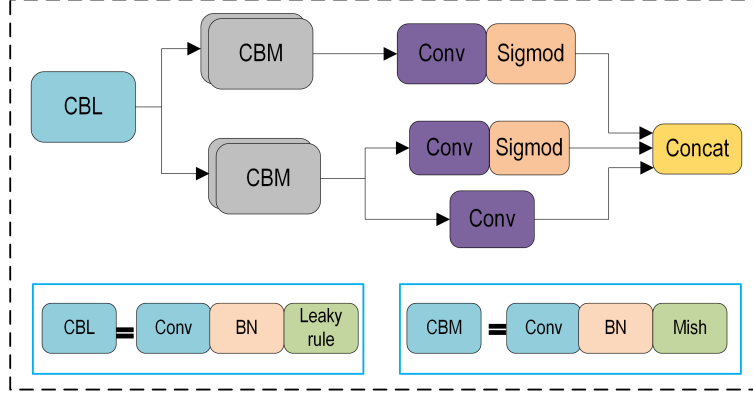 CBM
Conv
Sigmod
CBL
Conv
Sigmod
Concat
CBM
Conv
CBL = Conv BN Leaky
rule
CBM = Conv BN Mish